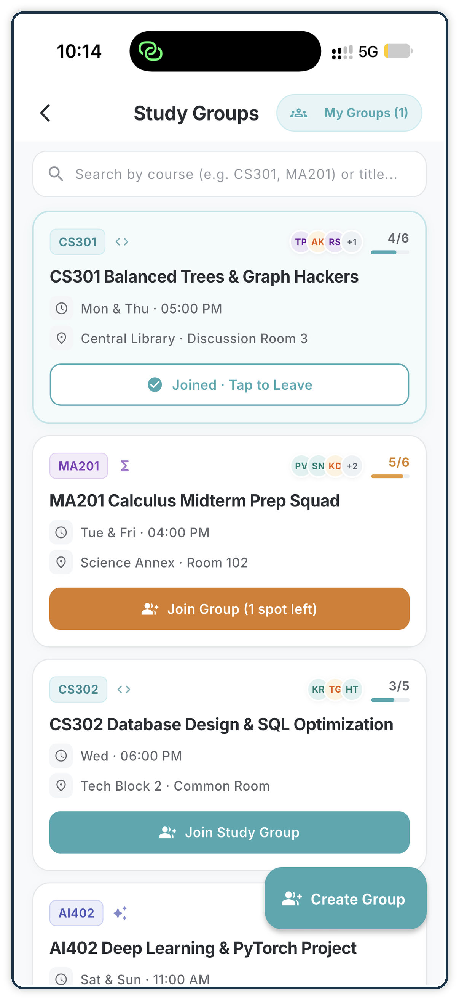 10:14
5G
Study Groups
My Groups (1)
Search by course (e.g. CS301, MA201) or title...
CS301
TP AK RS +1
4/6
CS301 Balanced Trees & Graph Hackers
Mon & Thu · 05:00 PM
Central Library · Discussion Room 3
Joined · Tap to Leave
MA201
Σ
PV SN KD +2
5/6
MA201 Calculus Midterm Prep Squad
Tue & Fri · 04:00 PM
Science Annex · Room 102
Join Group (1 spot left)
CS302
KR TG HT
3/5
CS302 Database Design & SQL Optimization
Wed · 06:00 PM
Tech Block 2 · Common Room
Join Study Group
Create Group
AI402
AI402 Deep Learning & PyTorch Project
Sat & Sun · 11:00 AM